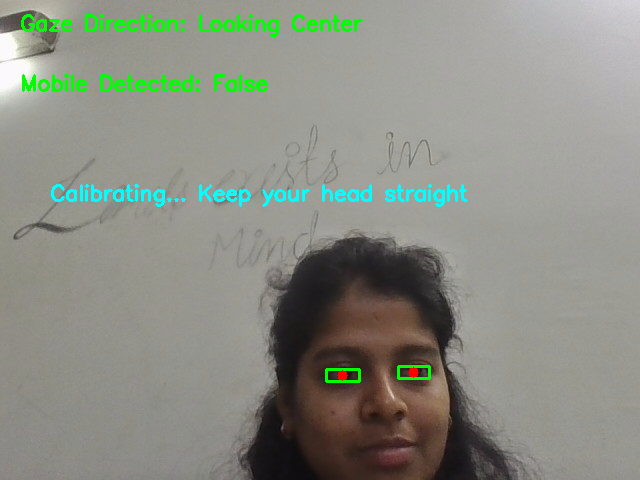 Gaze Direction: Looking Center
Mobile Detected: False
exists in
Calibrating... Keep your head straight
Mind